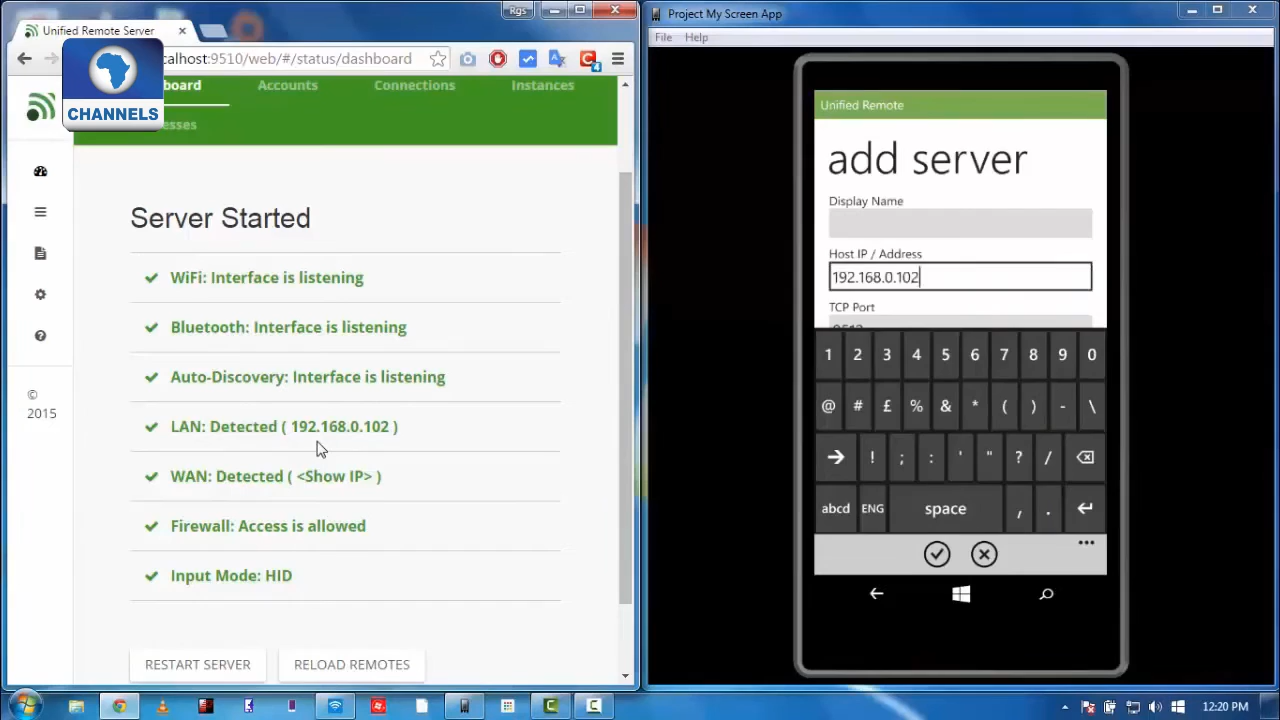 Unified Remote Server
Rgs
calhost:9510/web/#/status/dashboard
4
CHANNELS
board
Accounts
Connections
Instances
esses
Server Started
WiFi: Interface is listening
Bluetooth: Interface is listening
Auto-Discovery: Interface is listening
LAN: Detected ( 192.168.0.102 )
WAN: Detected ( <Show IP> )
Firewall: Access is allowed
Input Mode: HID
©
2015
RESTART SERVER
RELOAD REMOTES
Project My Screen App
File Help
Unified Remote
add server
Display Name
Host IP / Address
192.168.0.102
TCP Port
9512
1 2 3 4 5 6 7 8 9 0
@ # £ % & * ( ) - \
! ; : ' " ? /
abcd ENG space , .
12:20 PM